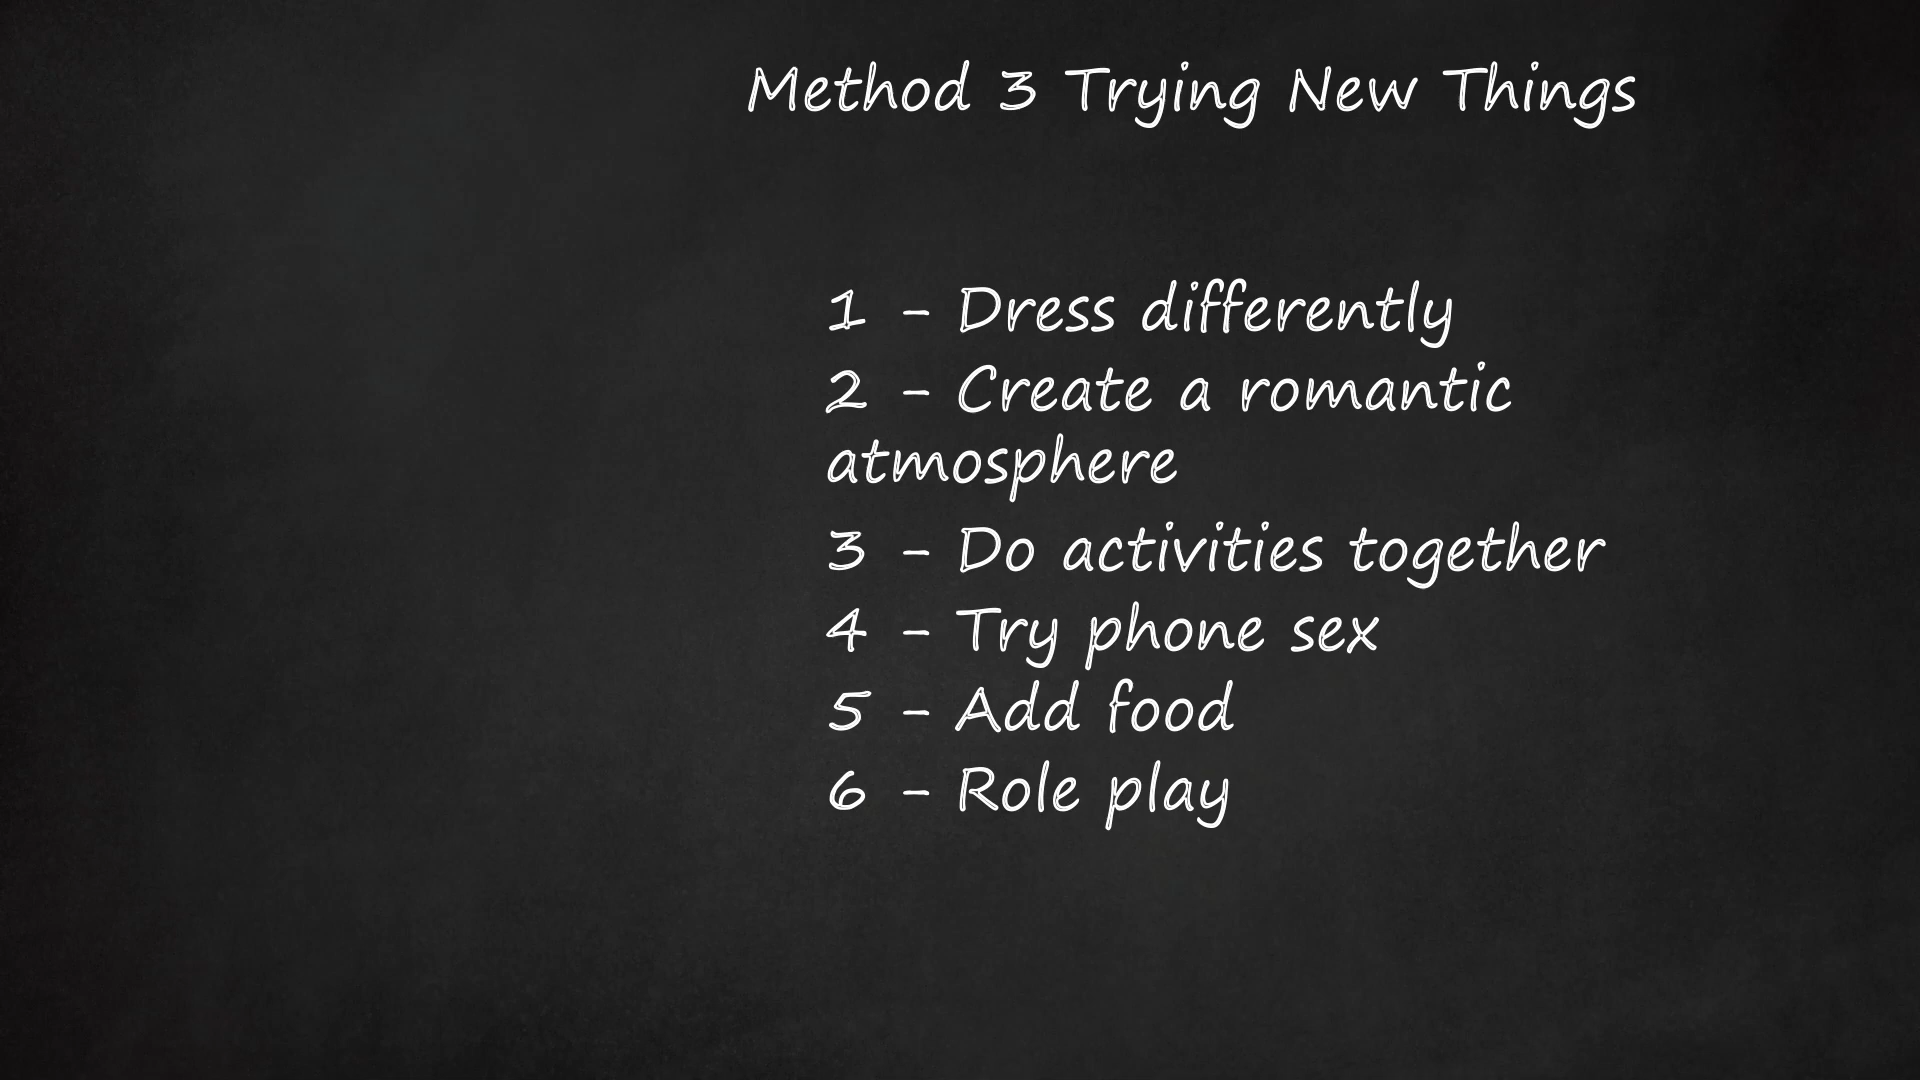 Method 3 Trying New Things
1 - Dress differently
2 - Create a romantic
atmosphere
3 - Do activities together
4 - Try phone sex
5 - Add food
6 - Role play